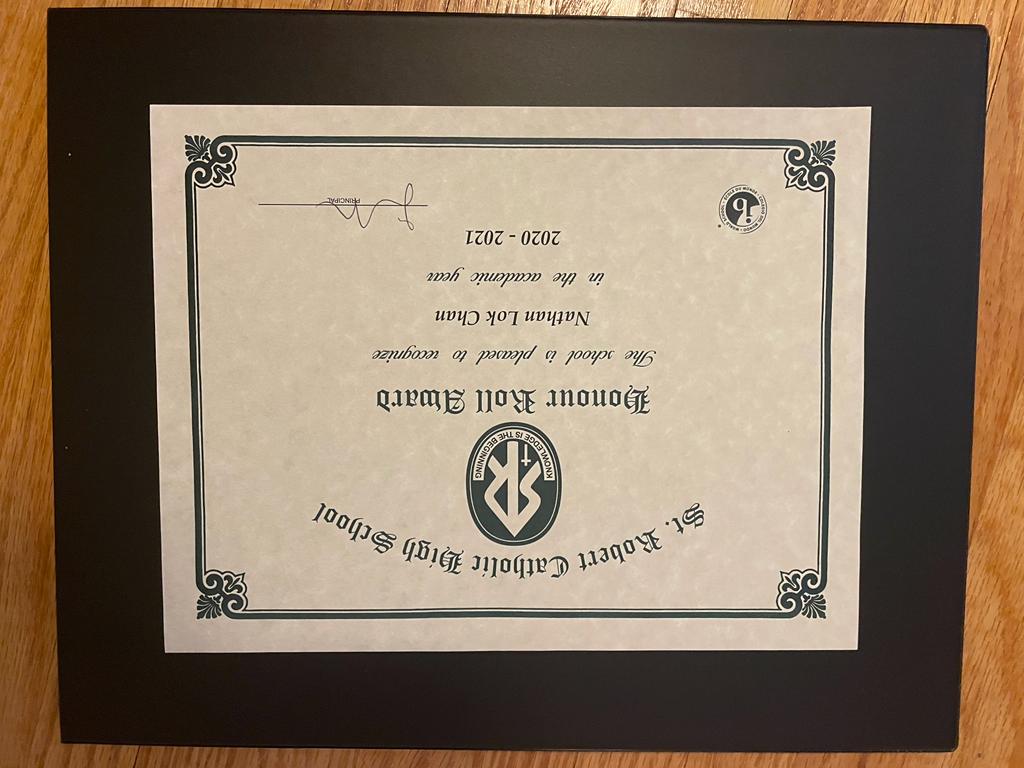 St. Robert Catholic High School
SR
KNOWLEDGE IS THE BEGINNING
Honour Roll Award
The school is pleased to recognize
Nathan Lok Chan
in the academic year
2020 - 2021
ib
PRINCIPAL